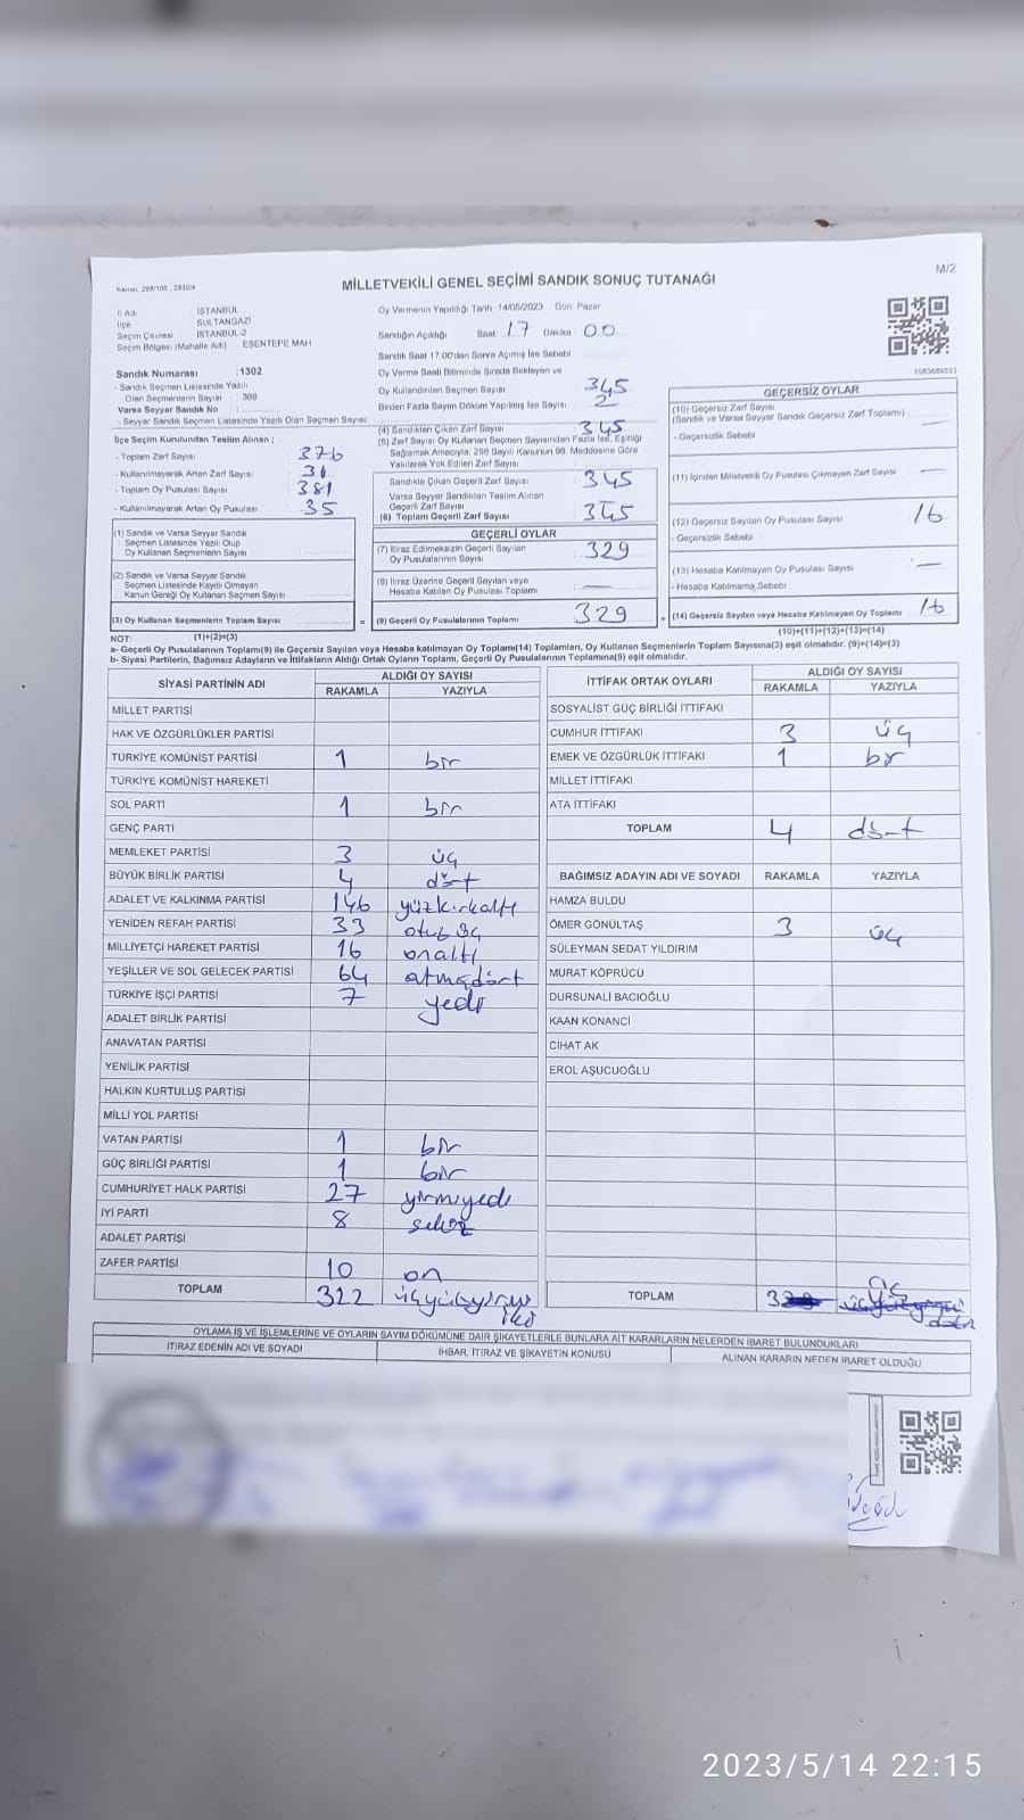 M/2
MİLLETVEKİLİ GENEL SEÇİMİ SANDIK SONUÇ TUTANAĞI
İl Adı İSTANBUL
İlçe SULTANGAZİ
Seçim Çevresi İSTANBUL-2
Seçim Bölgesi (Mahalle Adı) ESENTEPE MAH
Sandık Numarası :1302
- Sandık Seçmen Listesinde Yazılı
Olan Seçmenlerin Sayısı
Varsa Seyyar Sandık No
- Seyyar Sandık Seçmen Listesinde Yazılı Olan Seçmen Sayısı
İlçe Seçim Kurulundan Teslim Alınan ;
- Toplam Zarf Sayısı 376
- Kullanılmayarak Artan Zarf Sayısı 31
- Toplam Oy Pusulası Sayısı 381
- Kullanılmayarak Artan Oy Pusulası 35
Oy Vermenin Yapıldığı Tarih 14/05/2023 Gün: Pazar
Sandığın Açıldığı Saat 17 Dakika 00
Sandık Saat 17.00'dan Sonra Açılmış İse Sebebi
Oy Verme Saati Bitiminde Sırada Bekleyen ve
Oy Kullandırılan Seçmen Sayısı 345
Birden Fazla Sayım Döküm Yapılmış İse Sayısı 2
(4) Sandıktan Çıkan Zarf Sayısı 345
(5) Zarf Sayısı Oy Kullanan Seçmen Sayısından Fazla İse, Eşitliği
Sağlamak Amacıyla, 298 Sayılı Kanunun 98. Maddesine Göre
Yakılarak Yok Edilen Zarf Sayısı
Sandıkta Çıkan Geçerli Zarf Sayısı 345
Varsa Seyyar Sandıktan Teslim Alınan
Geçerli Zarf Sayısı
(6) Toplam Geçerli Zarf Sayısı 345
GEÇERSİZ OYLAR
(10) Geçersiz Zarf Sayısı
(Sandık ve Varsa Seyyar Sandık Geçersiz Zarf Toplamı) —
- Geçersizlik Sebebi
(11) İçinden Milletvekili Oy Pusulası Çıkmayan Zarf Sayısı —
(12) Geçersiz Sayılan Oy Pusulası Sayısı 16
- Geçersizlik Sebebi
(13) Hesaba Katılmayan Oy Pusulası Sayısı —
- Hesaba Katılmama Sebebi
(14) Geçersiz Sayılan veya Hesaba Katılmayan Oy Toplamı 16
(10)+(11)+(12)+(13)=(14)
(1) Sandık ve Varsa Seyyar Sandık
Seçmen Listesinde Yazılı Olup
Oy Kullanan Seçmenlerin Sayısı
(2) Sandık ve Varsa Seyyar Sandık
Seçmen Listesinde Kayıtlı Olmayan
Kanun Gereği Oy Kullanan Seçmen Sayısı
(3) Oy Kullanan Seçmenlerin Toplam Sayısı =
(1)+(2)=(3)
GEÇERLİ OYLAR
(7) İtiraz Edilmeksizin Geçerli Sayılan
Oy Pusulalarının Sayısı 329
(8) İtiraz Üzerine Geçerli Sayılan veya
Hesaba Katılan Oy Pusulası Toplamı —
(9) Geçerli Oy Pusulalarının Toplamı 329 +
NOT:
a- Geçerli Oy Pusulalarının Toplamı(9) ile Geçersiz Sayılan veya Hesaba katılmayan Oy Toplamı(14) Toplamları, Oy Kullanan Seçmenlerin Toplam Sayısına(3) eşit olmalıdır. (9)+(14)=(3)
b- Siyasi Partilerin, Bağımsız Adayların ve İttifakların Aldığı Ortak Oyların Toplamı, Geçerli Oy Pusulalarının Toplamına(9) eşit olmalıdır.
SİYASİ PARTİNİN ADI ALDIĞI OY SAYISI
RAKAMLA YAZIYLA
MİLLET PARTİSİ
HAK VE ÖZGÜRLÜKLER PARTİSİ
TÜRKİYE KOMÜNİST PARTİSİ 1 bir
TÜRKİYE KOMÜNİST HAREKETİ
SOL PARTİ 1 bir
GENÇ PARTİ
MEMLEKET PARTİSİ 3 üç
BÜYÜK BİRLİK PARTİSİ 4 dört
ADALET VE KALKINMA PARTİSİ 146 yüzkırkaltı
YENİDEN REFAH PARTİSİ 33 otuzüç
MİLLİYETÇİ HAREKET PARTİSİ 16 onaltı
YEŞİLLER VE SOL GELECEK PARTİSİ 64 atmışdört
TÜRKİYE İŞÇİ PARTİSİ 7 yedi
ADALET BİRLİK PARTİSİ
ANAVATAN PARTİSİ
YENİLİK PARTİSİ
HALKIN KURTULUŞ PARTİSİ
MİLLİ YOL PARTİSİ
VATAN PARTİSİ 1 bir
GÜÇ BİRLİĞİ PARTİSİ 1 bir
CUMHURİYET HALK PARTİSİ 27 yirmiyedi
İYİ PARTİ 8 sekiz
ADALET PARTİSİ
ZAFER PARTİSİ 10 on
TOPLAM 322 üçyüzyirmi iki
İTTİFAK ORTAK OYLARI ALDIĞI OY SAYISI
RAKAMLA YAZIYLA
SOSYALİST GÜÇ BİRLİĞİ İTTİFAKI
CUMHUR İTTİFAKI 3 üç
EMEK VE ÖZGÜRLÜK İTTİFAKI 1 bir
MİLLET İTTİFAKI
ATA İTTİFAKI
TOPLAM 4 dört
BAĞIMSIZ ADAYIN ADI VE SOYADI RAKAMLA YAZIYLA
HAMZA BULDU
ÖMER GÖNÜLTAŞ 3 üç
SÜLEYMAN SEDAT YILDIRIM
MURAT KÖPRÜCÜ
DURSUNALİ BACIOĞLU
KAAN KONANCİ
CİHAT AK
EROL AŞUCUOĞLU
TOPLAM 3 üç
OYLAMA İŞ VE İŞLEMLERİNE VE OYLARIN SAYIM DÖKÜMÜNE DAİR ŞİKAYETLERLE BUNLARA AİT KARARLARIN NELERDEN İBARET BULUNDUKLARI
İTİRAZ EDENİN ADI VE SOYADI İHBAR, İTİRAZ VE ŞİKAYETİN KONUSU ALINAN KARARIN NEDEN İBARET OLDUĞU
2023/5/14 22:15